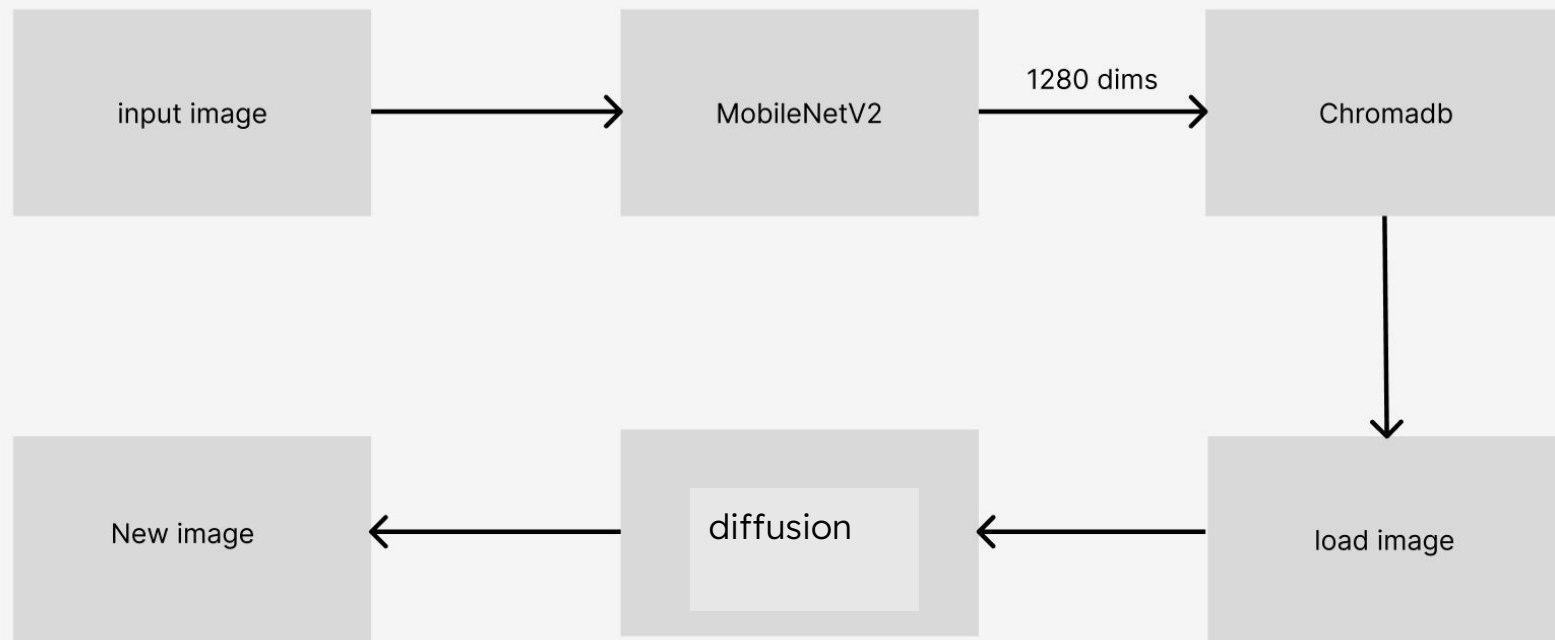 input image
MobileNetV2
1280 dims
Chromadb
New image
diffusion
load image